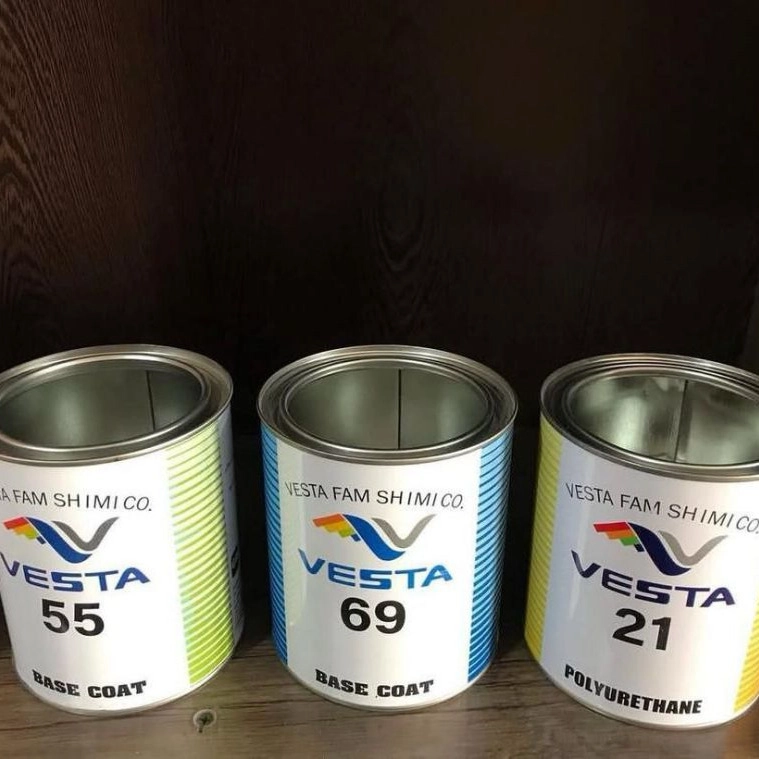 FAM SHIMI CO.
VESTA
55
BASE COAT
VESTA FAM SHIMI CO.
VESTA
69
BASE COAT
VESTA FAM SHIMI CO.
VESTA
21
POLYURETHANE